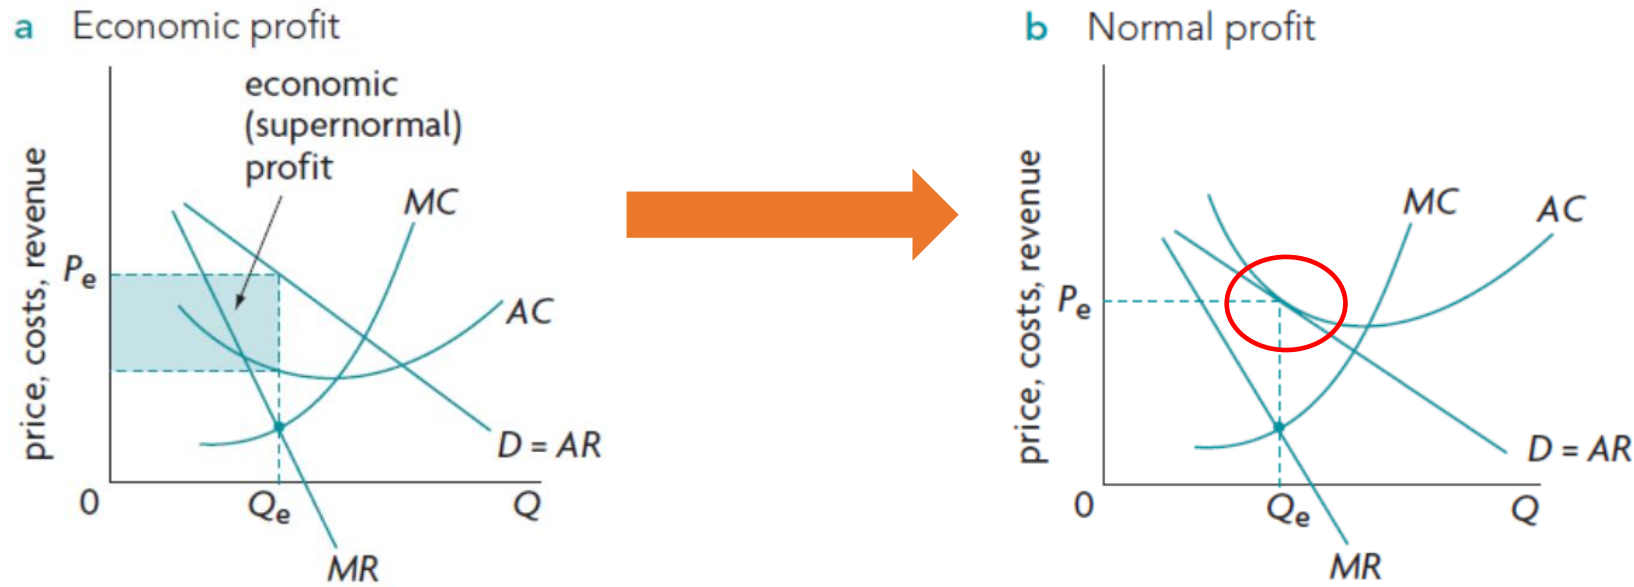 a Economic profit
economic
(supernormal)
profit
price, costs, revenue
Pe
MC
AC
D = AR
0
Qe
Q
MR
b Normal profit
price, costs, revenue
Pe
MC
AC
D = AR
0
Qe
Q
MR